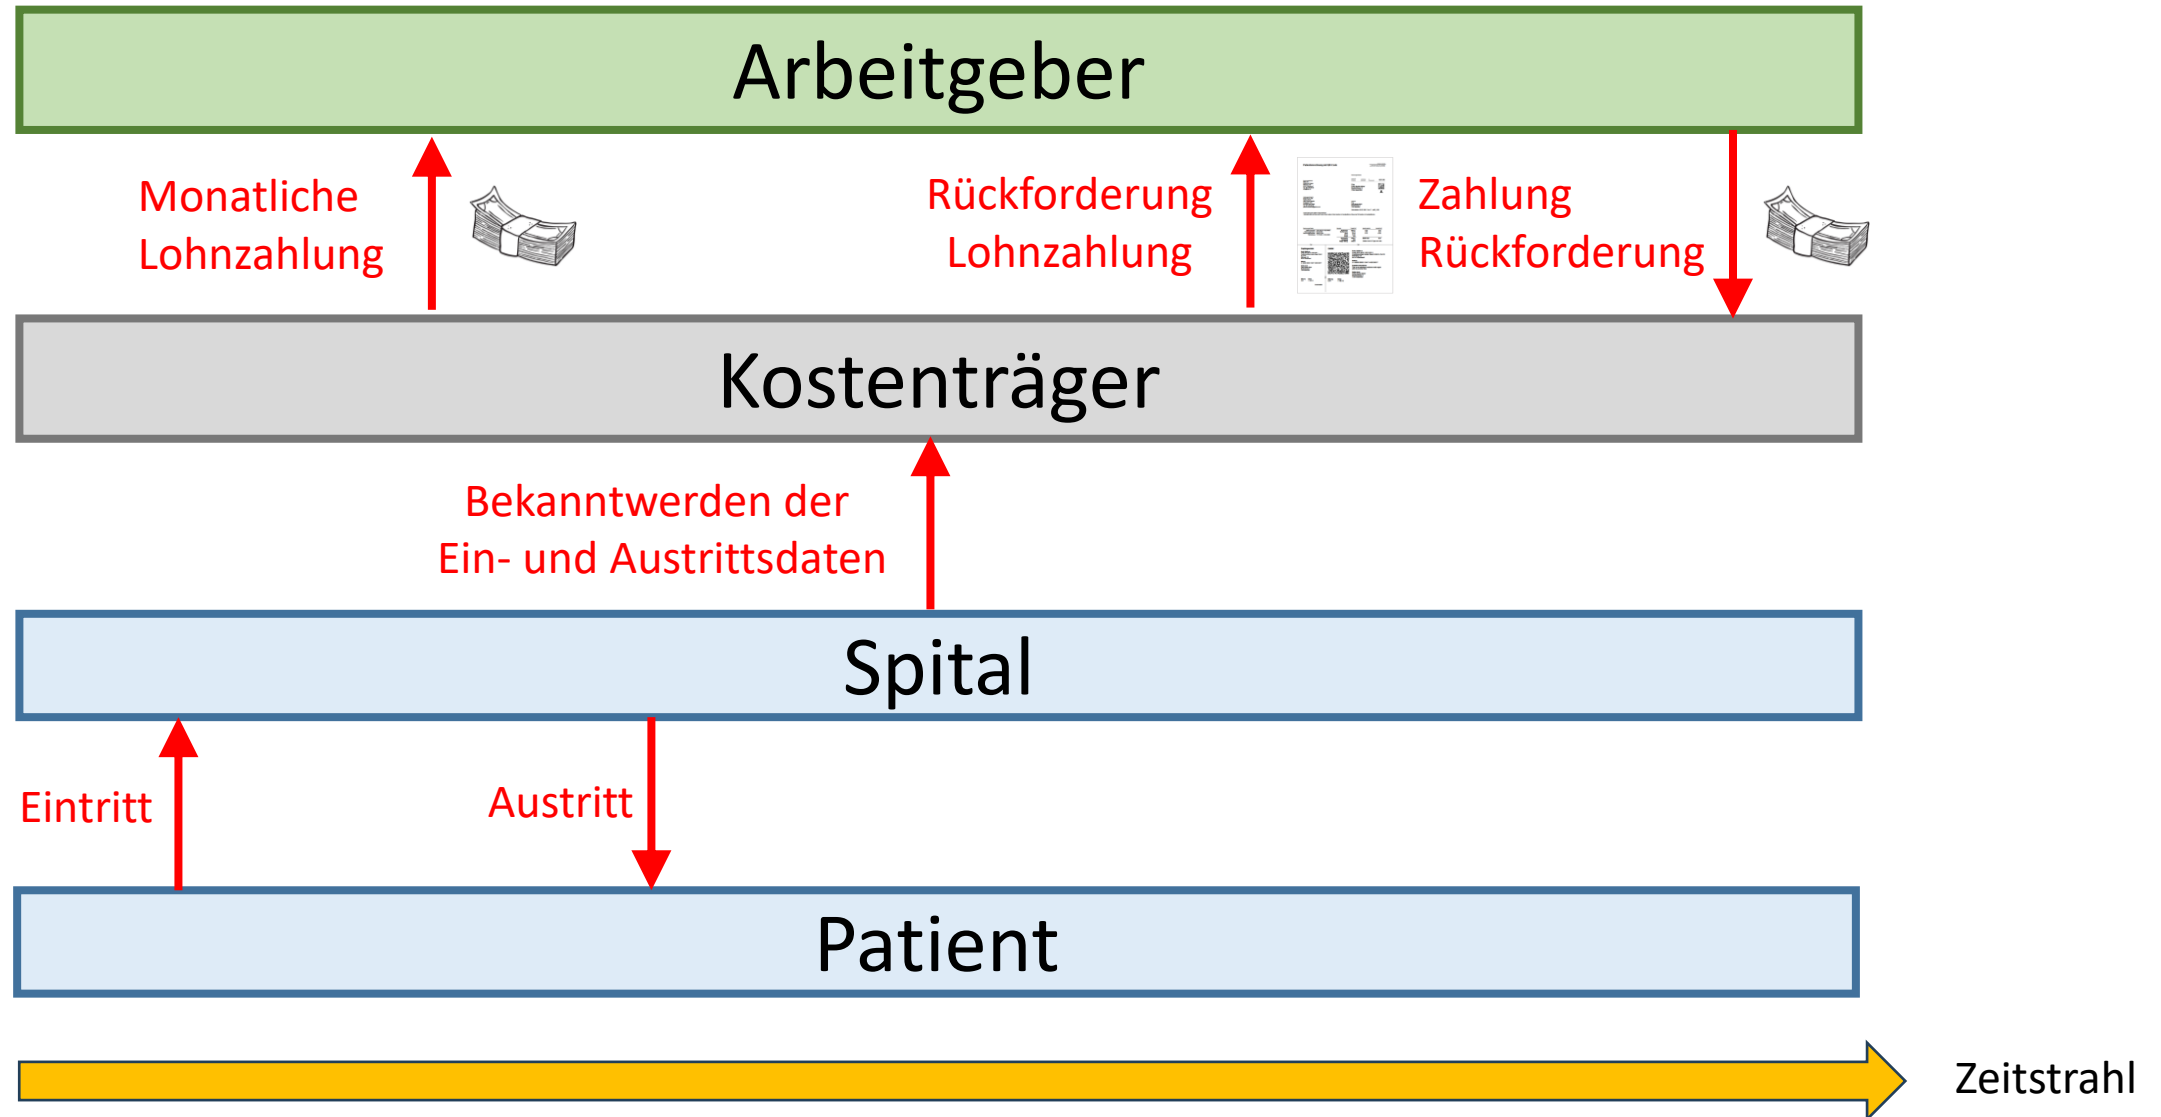 Arbeitgeber
Monatliche
Lohnzahlung
Rückforderung
Lohnzahlung
Zahlung
Rückforderung
Kostenträger
Bekanntwerden der
Ein- und Austrittsdaten
Spital
Eintritt
Austritt
Patient
Zeitstrahl